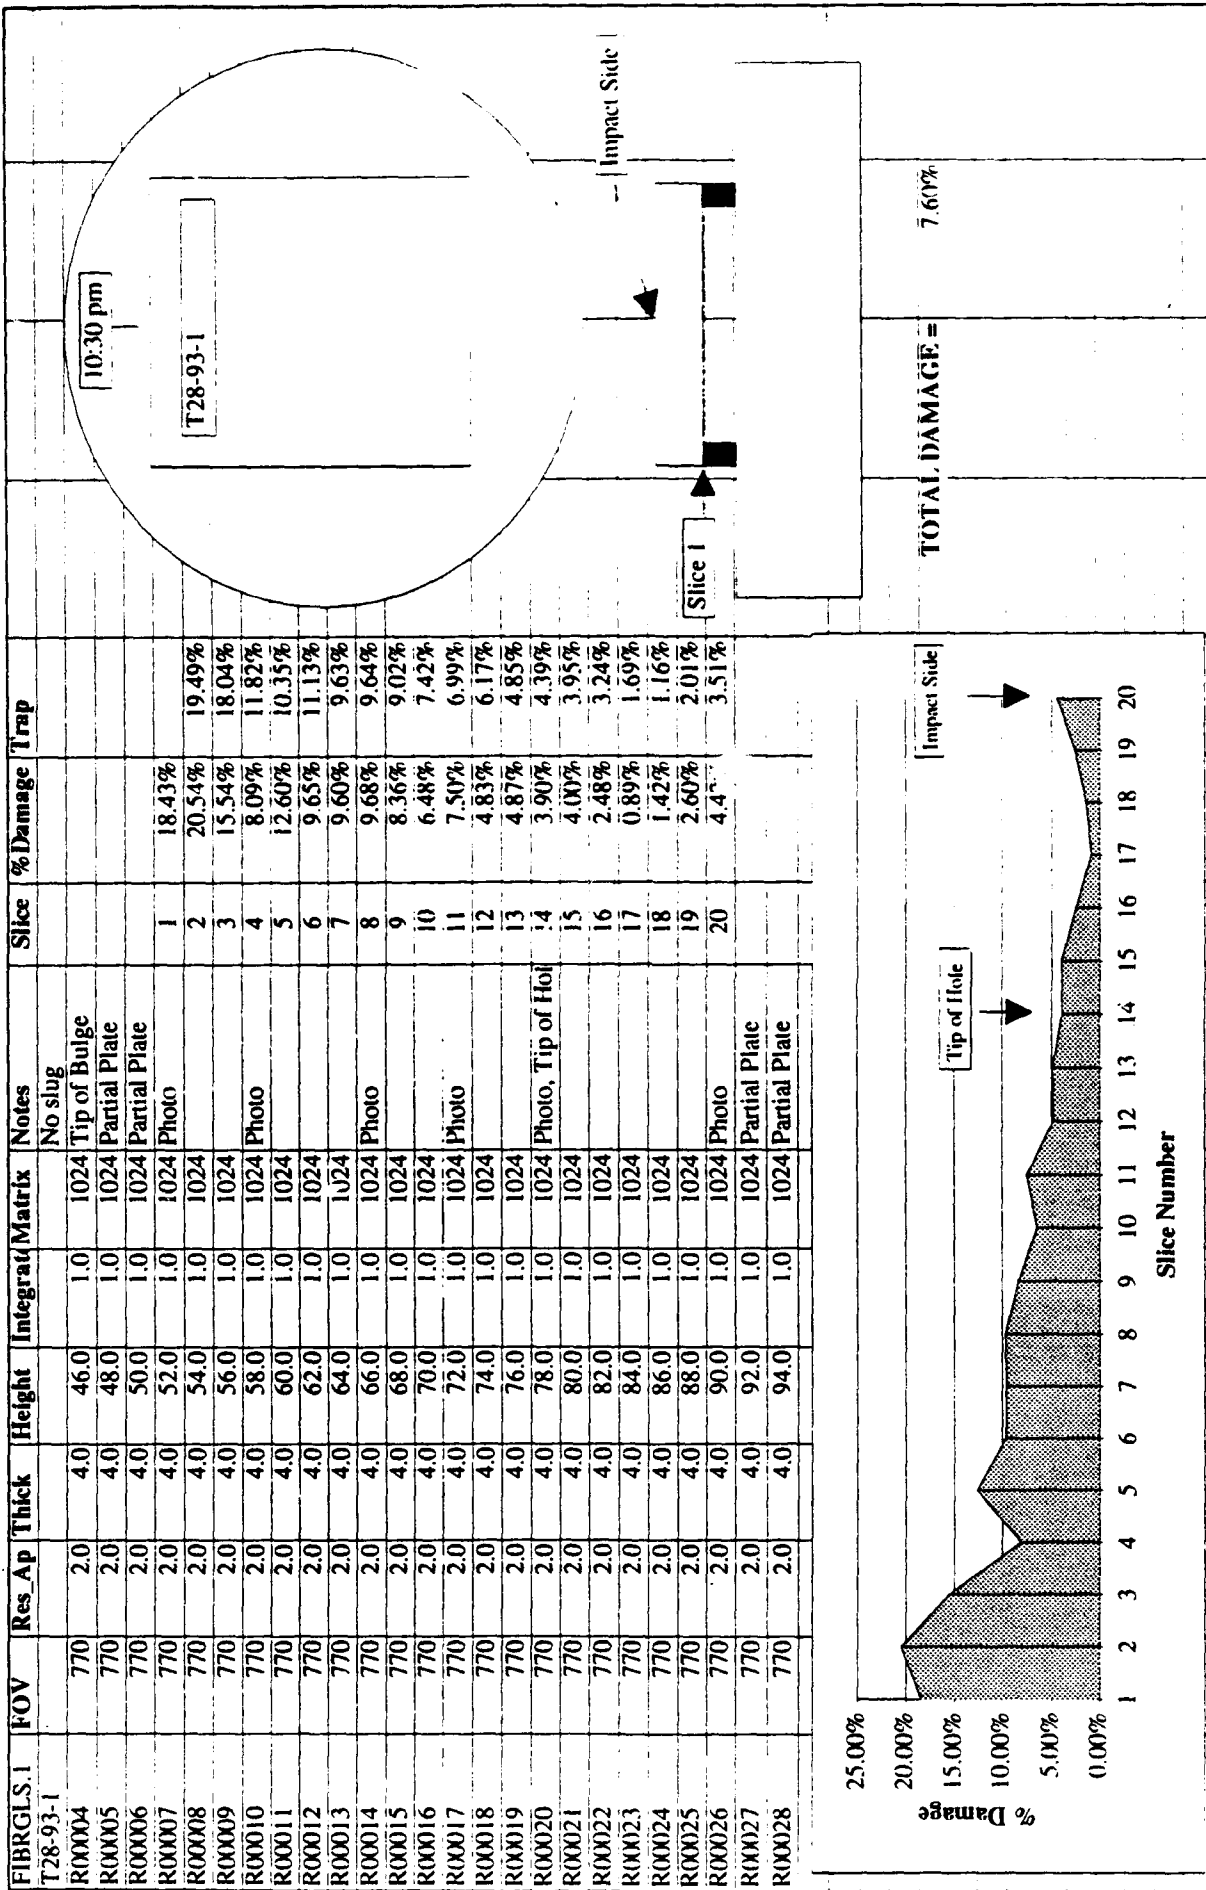 FIBRGLS.1 FOV Res_Ap Thick Height Integrat Matrix Notes Slice %Damage Trap
T28-93-1 No slug
R00004 770 2.0 4.0 46.0 1.0 1024 Tip of Bulge
R00005 770 2.0 4.0 48.0 1.0 1024 Partial Plate
R00006 770 2.0 4.0 50.0 1.0 1024 Partial Plate
R00007 770 2.0 4.0 52.0 1.0 1024 Photo 1 18.43%
R00008 770 2.0 4.0 54.0 1.0 1024 2 20.54% 19.49%
R00009 770 2.0 4.0 56.0 1.0 1024 3 15.54% 18.04%
R00010 770 2.0 4.0 58.0 1.0 1024 Photo 4 8.09% 11.82%
R00011 770 2.0 4.0 60.0 1.0 1024 5 12.60% 10.35%
R00012 770 2.0 4.0 62.0 1.0 1024 6 9.65% 11.13%
R00013 770 2.0 4.0 64.0 1.0 1024 7 9.60% 9.63%
R00014 770 2.0 4.0 66.0 1.0 1024 Photo 8 9.68% 9.64%
R00015 770 2.0 4.0 68.0 1.0 1024 9 8.36% 9.02%
R00016 770 2.0 4.0 70.0 1.0 1024 10 6.48% 7.42%
R00017 770 2.0 4.0 72.0 1.0 1024 Photo 11 7.50% 6.99%
R00018 770 2.0 4.0 74.0 1.0 1024 12 4.83% 6.17%
R00019 770 2.0 4.0 76.0 1.0 1024 13 4.87% 4.85%
R00020 770 2.0 4.0 78.0 1.0 1024 Photo, Tip of Hol 14 3.90% 4.39%
R00021 770 2.0 4.0 80.0 1.0 1024 15 4.00% 3.95%
R00022 770 2.0 4.0 82.0 1.0 1024 16 2.48% 3.24%
R00023 770 2.0 4.0 84.0 1.0 1024 17 0.89% 1.69%
R00024 770 2.0 4.0 86.0 1.0 1024 18 1.42% 1.16%
R00025 770 2.0 4.0 88.0 1.0 1024 19 2.60% 2.01%
R00026 770 2.0 4.0 90.0 1.0 1024 Photo 20 3.51%
R00027 770 2.0 4.0 92.0 1.0 1024 Partial Plate
R00028 770 2.0 4.0 94.0 1.0 1024 Partial Plate
10:30 pm
T28-93-1
Impact Side
Slice 1
TOTAL DAMAGE = 7.60%
% Damage
25.00%
20.00%
15.00%
10.00%
5.00%
0.00%
Tip of Hole
Impact Side
1 2 3 4 5 6 7 8 9 10 11 12 13 14 15 16 17 18 19 20
Slice Number